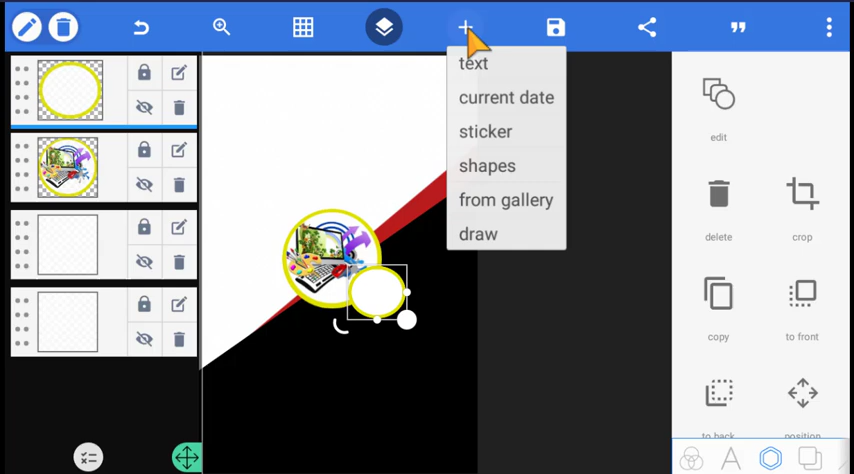 text
current date
sticker
shapes
from gallery
draw
edit
delete
crop
copy
to front
to back
position